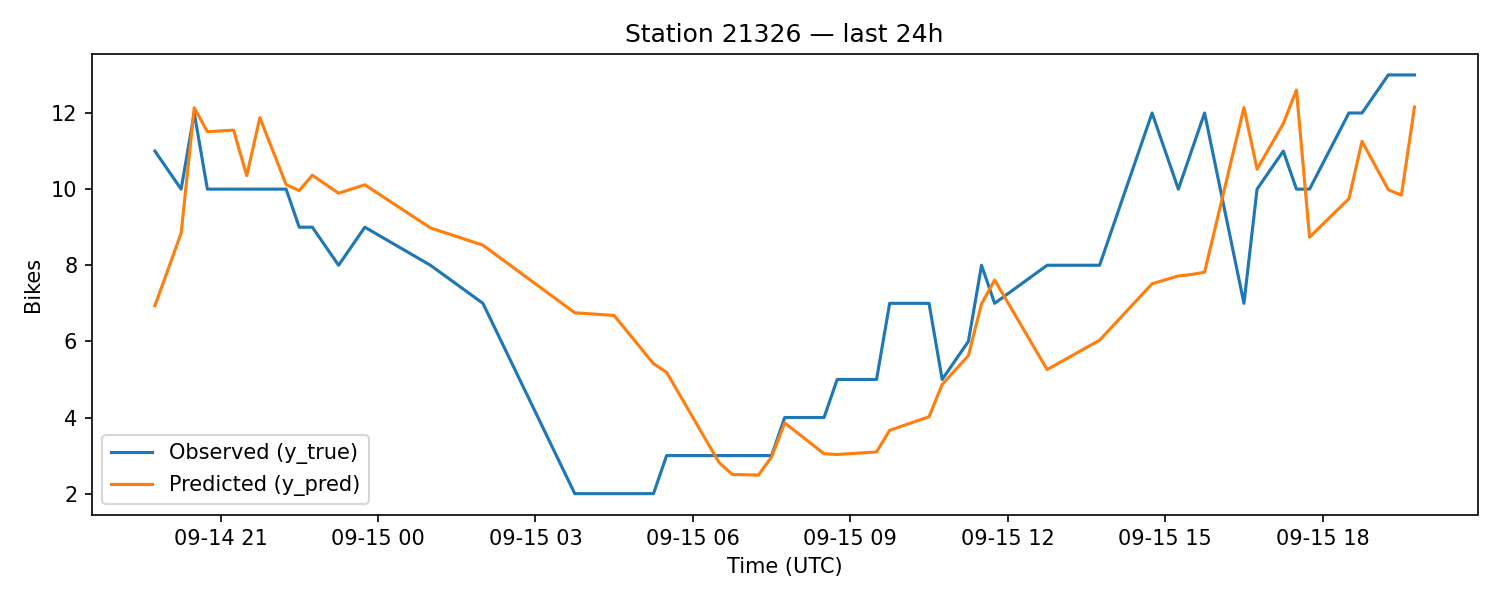 Station 21326 — last 24h
Bikes
12
10
8
6
4
2
Observed (y_true)
Predicted (y_pred)
09-14 21
09-15 00
09-15 03
09-15 06
09-15 09
09-15 12
09-15 15
09-15 18
Time (UTC)